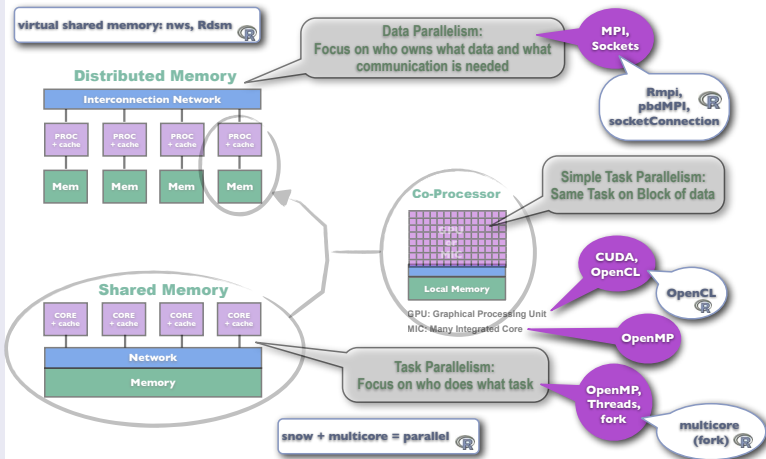 virtual shared memory: nws, Rdsm R
Data Parallelism:
Focus on who owns what data and what
communication is needed
MPI,
Sockets
Rmpi,
pbdMPI,
socketConnection
R
Distributed Memory
Interconnection Network
PROC
+ cache
PROC
+ cache
PROC
+ cache
PROC
+ cache
Mem
Mem
Mem
Mem
Co-Processor
GPU
or
MIC
Local Memory
GPU: Graphical Processing Unit
MIC: Many Integrated Core
Simple Task Parallelism:
Same Task on Block of data
CUDA,
OpenCL
OpenCL
R
OpenMP
Shared Memory
CORE
+ cache
CORE
+ cache
CORE
+ cache
CORE
+ cache
Network
Memory
Task Parallelism:
Focus on who does what task
OpenMP,
Threads,
fork
multicore
(fork) R
snow + multicore = parallel R